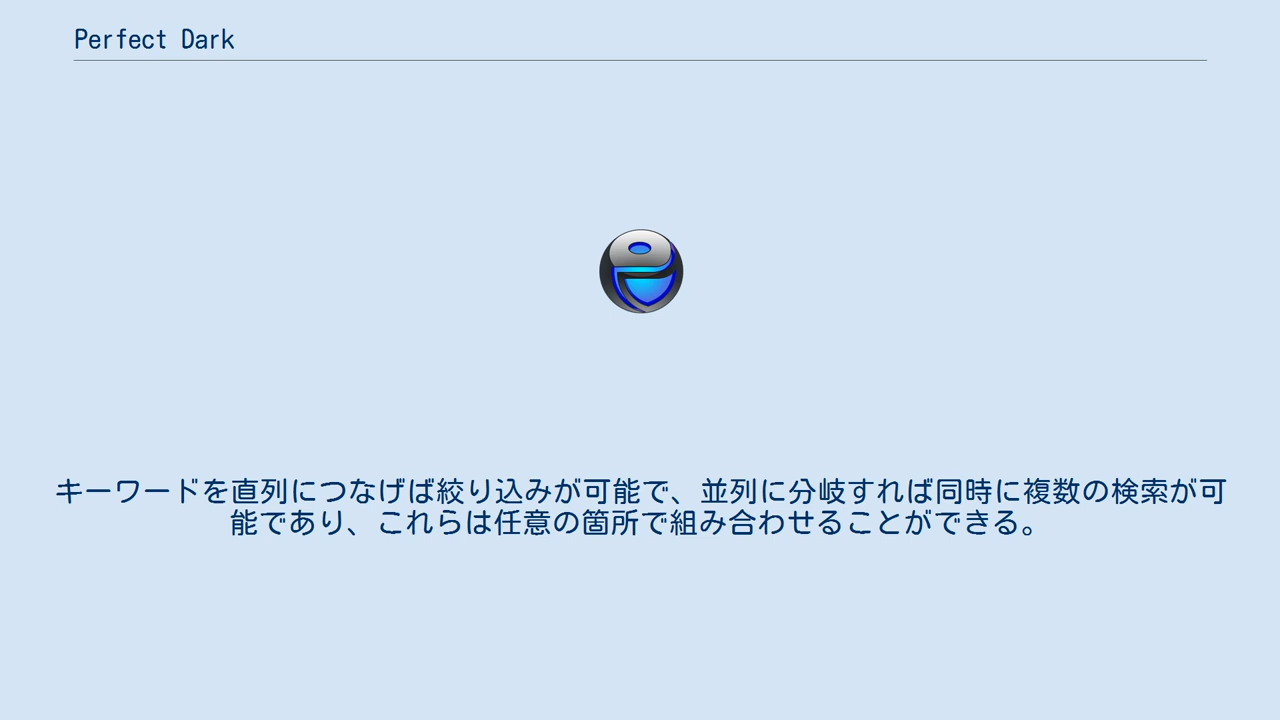 Perfect Dark
キーワードを直列につなげば絞り込みが可能で、並列に分岐すれば同時に複数の検索が可
能であり、これらは任意の箇所で組み合わせることができる。